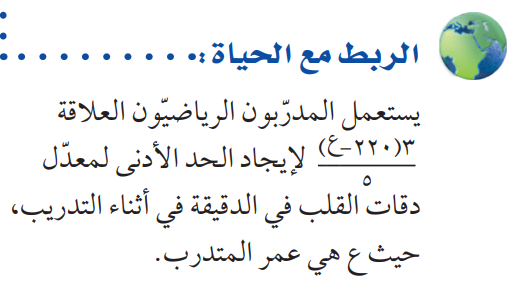 الربط مع الحياة:
يستعمل المدرّبون الرياضيّون العلاقة
٣(٢٢٠-ع)/٥ لإيجاد الحد الأدنى لمعدّل
دقات القلب في الدقيقة في أثناء التدريب،
حيث ع هي عمر المتدرب.